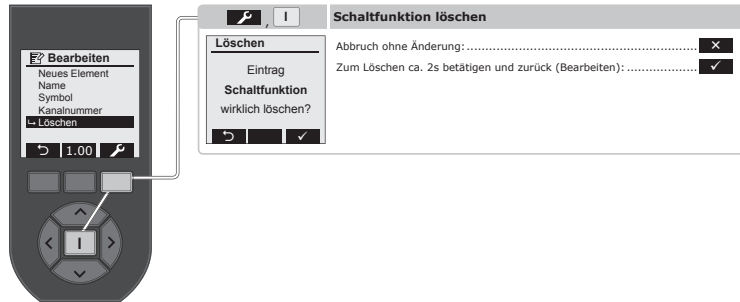 Bearbeiten
Neues Element
Name
Symbol
Kanalnummer
Löschen
1.00
I
, I
Schaltfunktion löschen
Löschen
Eintrag
Schaltfunktion
wirklich löschen?
Abbruch ohne Änderung:
Zum Löschen ca. 2s betätigen und zurück (Bearbeiten):